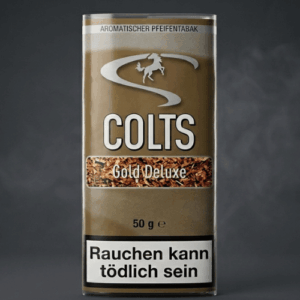 AROMATISCHER PFEIFENTABAK
COLTS
Gold Deluxe
50 g ℮
Rauchen kann
tödlich sein